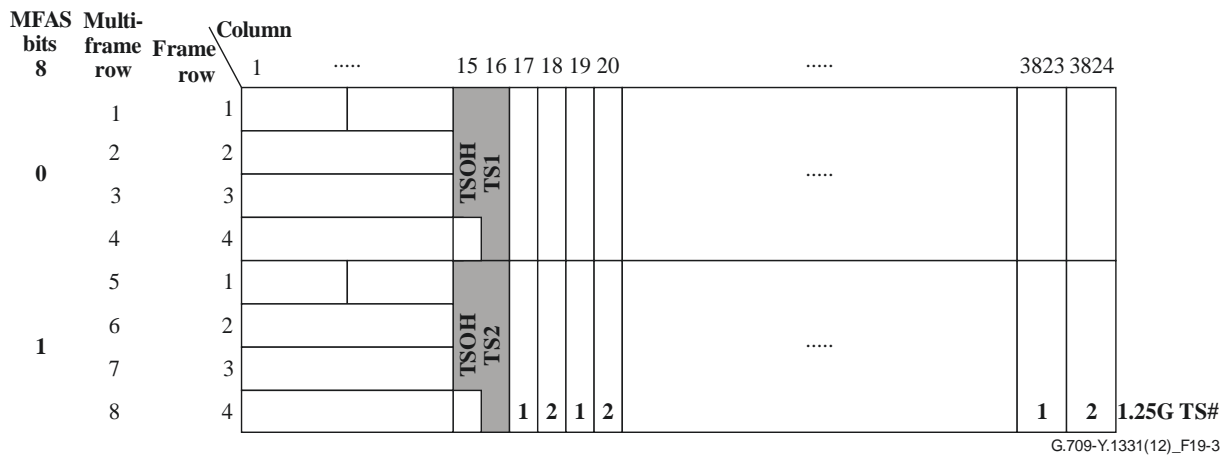 MFAS bits 8 Multi-frame row Frame row Column
1 ..... 15 16 17 18 19 20 ..... 3823 3824
1 1
2 2
0 3 3
4 4
TSOH TS1
.....
5 1
6 2
1 7 3
8 4
TSOH TS2
.....
1 2 1 2 1 2 1.25G TS#
G.709-Y.1331(12)_F19-3